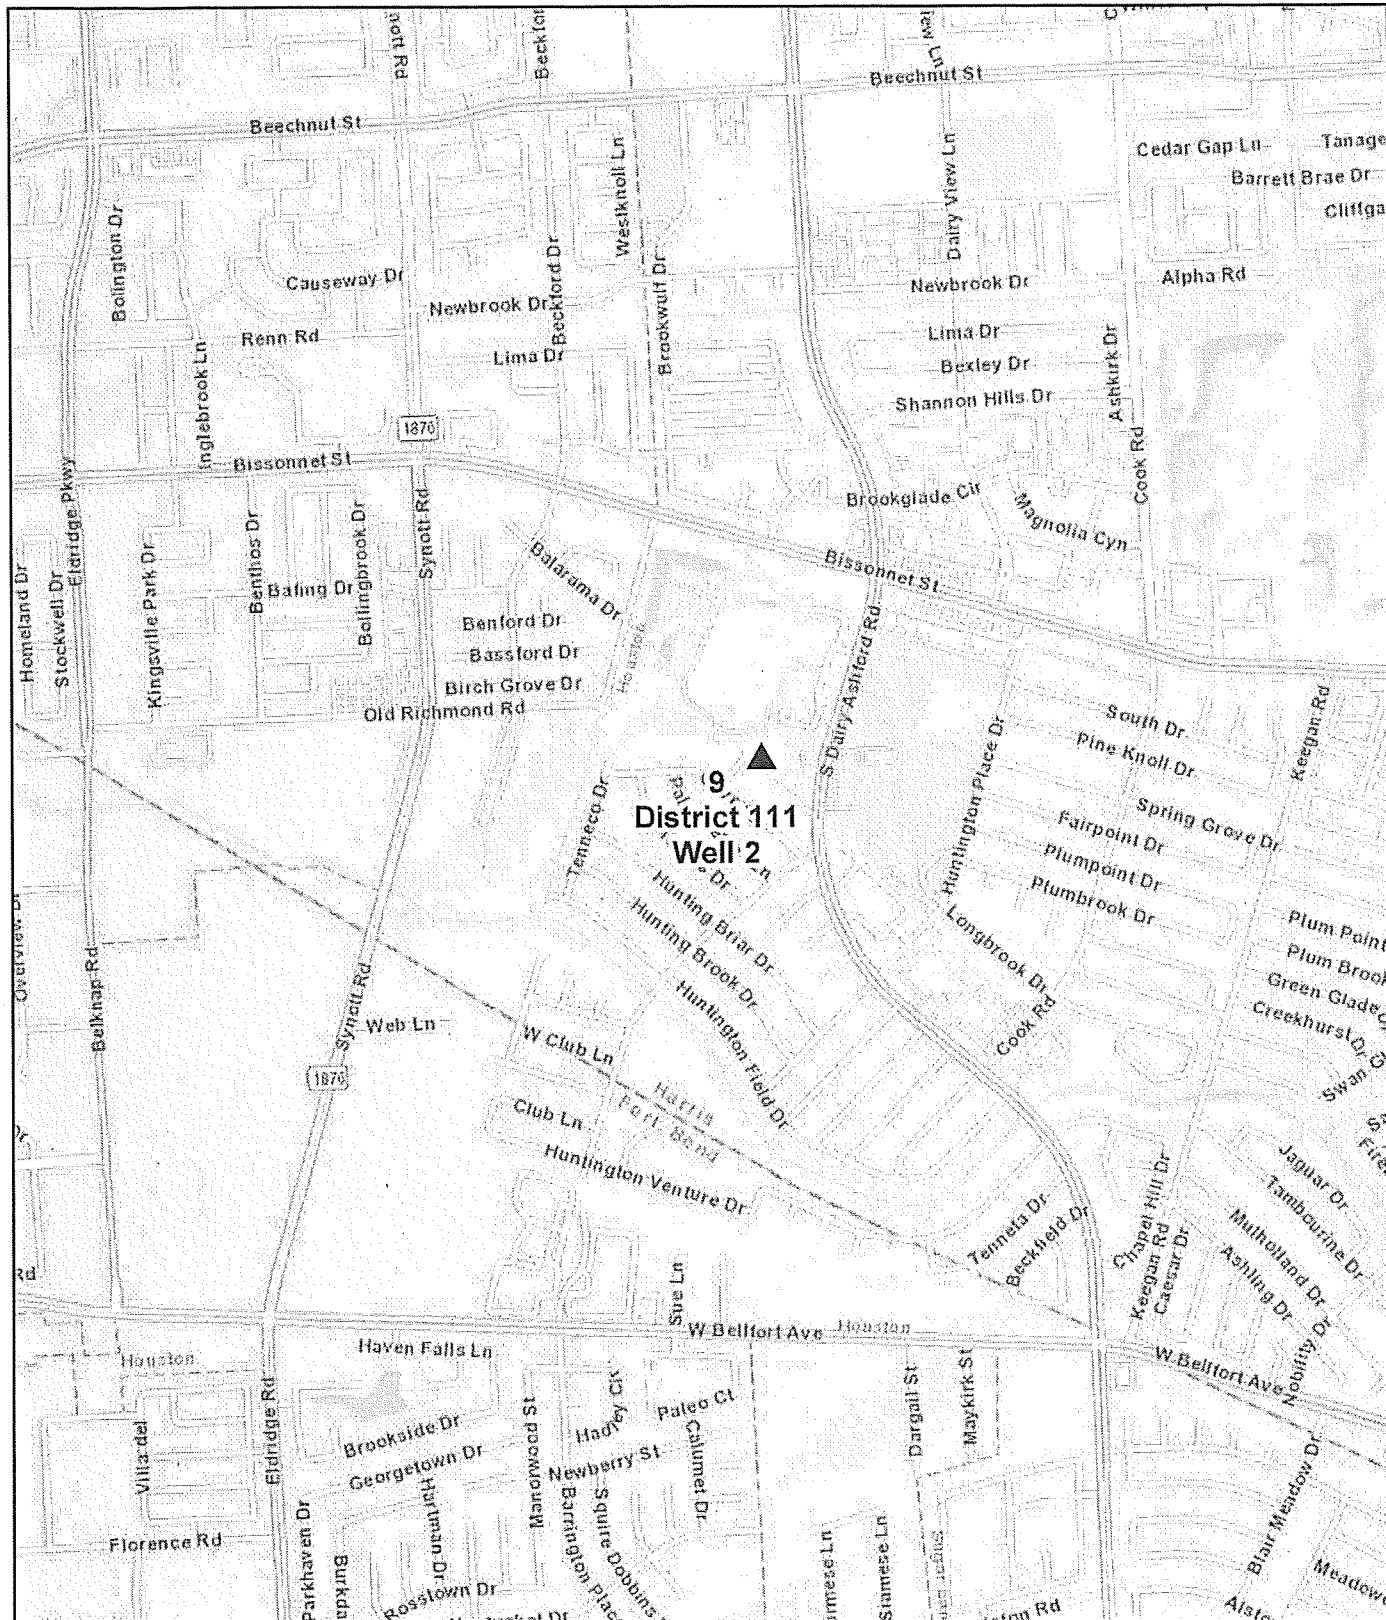 Beechnut St
Beechnut St
Cedar Gap Ln
Barrett Brae Dr
Bolington Dr
Westknoll Ln
Dairy View Ln
Causeway Dr
Newbrook Dr
Beckford Dr
Brookwulf Dr
Newbrook Dr
Alpha Rd
Renn Rd
Lima Dr
Lima Dr
Bexley Dr
Shannon Hills Dr
Ashkirk Dr
Inglebrook Ln
1876
Bissonnet St
Cook Rd
Eldridge Pkwy
Brookglade Cir
Magnolia Cyn
Synott Rd
Homeland Dr
Stockwell Dr
Kingsville Park Dr
Benthos Dr
Bafing Dr
Bollingbrook Dr
Balarama Dr
Bissonnet St
Benford Dr
Bassford Dr
Birch Grove Dr
Houston
Old Richmond Rd
S Dairy Ashford Rd
Huntington Place Dr
South Dr
Pine Knoll Dr
Keegan Rd
Tenneco Dr
9
District 111
Well 2
Spring Grove Dr
Fairpoint Dr
Plumpoint Dr
Plumbrook Dr
Hunting Briar Dr
Hunting Brook Dr
Longbrook Dr
Plum Point
Plum Brook
Green Glade
Creekhurst Dr
Overview Dr
Belknap Rd
Synott Rd
Web Ln
W Club Ln
Huntington Field Dr
Cook Rd
Swan
1876
Harris
Fort Bend
Club Ln
Huntington Venture Dr
Tenneta Dr
Beckfield Dr
Chapel Hill Dr
Keegan Rd
Caesar Dr
Jaguar Dr
Tambourine Dr
Mulholland Dr
Ashling Dr
Rd
Sue Ln
W Bellfort Ave
Houston
Haven Falls Ln
Houston
W Bellfort Ave
Nobility Dr
Eldridge Rd
Villa del
Brookside Dr
Georgetown Dr
Hartman Dr
Manorwood St
Hadley Cir
Paleo Ct
Newberry St
Calumet Dr
Dargail St
Maykirk St
Blair Meadow Dr
Florence Rd
Parkhaven Dr
Rosstown Dr
Barrington Place
Squire Dobbins
Siamese Ln
Sugar